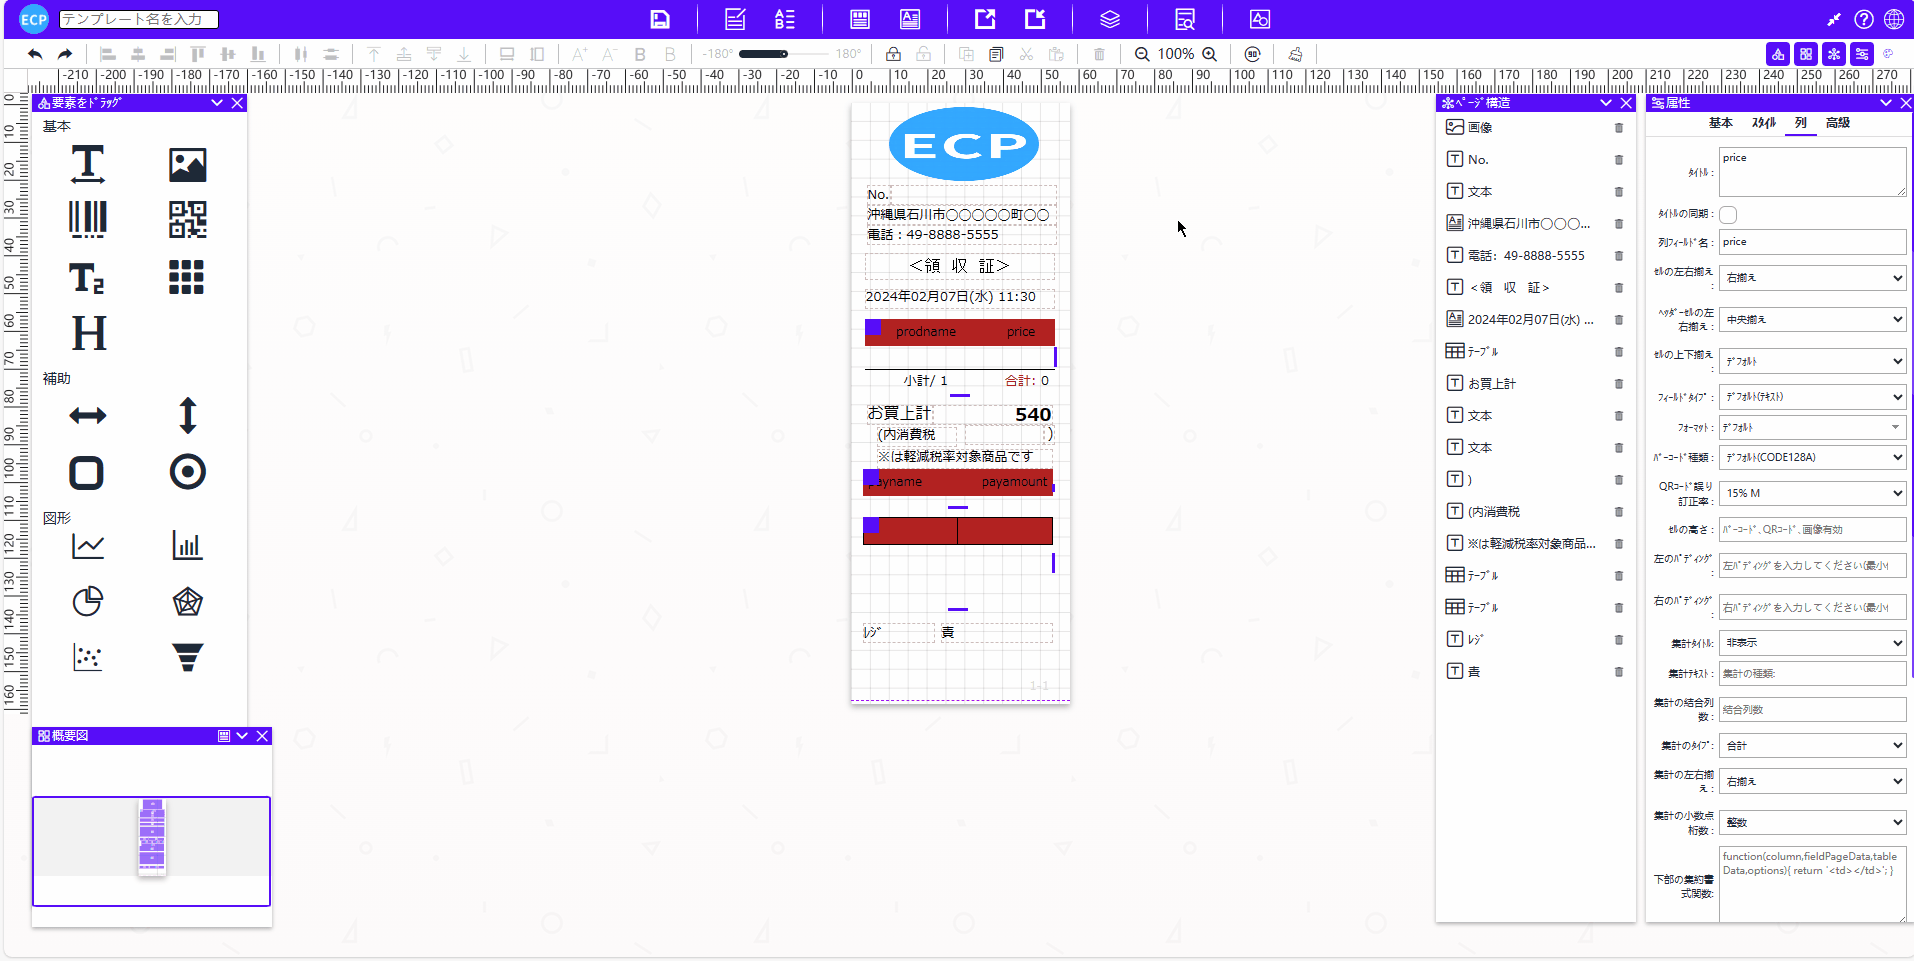 ECP テンプレート名を入力
-180° 180° 100% 90°
-210 -200 -190 -180 -170 -160 -150 -140 -130 -120 -110 -100 -90 -80 -70 -60 -50 -40 -30 -20 -10 0 10 20 30 40 50 60 70 80 90 100 110 120 130 140 150 160 170 180 190 200 210 220 230 240 250 260 270
0
10
20
30
40
50
60
70
80
90
100
110
120
130
140
150
160
要素をドラッグ
基本
補助
図形
概要図
ECP
No.
沖縄県石川市〇〇〇〇〇町〇〇
電話：49-8888-5555
＜領 収 証＞
2024年02月07日(水) 11:30
prodname price
小計/ 1 合計: 0
お買上計 540
(内消費税 )
※は軽減税率対象商品です
payname payamount
レジ 責
1-1
ページ構造
画像
No.
文本
沖縄県石川市〇〇〇...
電話：49-8888-5555
＜領 収 証＞
2024年02月07日(水) ...
テーブル
お買上計
文本
文本
)
(内消費税
※は軽減税率対象商品...
テーブル
テーブル
レジ
責
属性
基本 スタイル 列 高級
タイトル： price
タイトルの同期：
列フィールド名： price
セルの左右揃え： 右揃え
ヘッダーセルの左右揃え： 中央揃え
セルの上下揃え： デフォルト
フィールドタイプ： デフォルト(テキスト)
フォーマット： デフォルト
バーコード種類： デフォルト(CODE128A)
QRコード誤り訂正率： 15% M
セルの高さ： バーコード、QRコード、画像有効
左のパディング： 左パディングを入力してください(最小
右のパディング： 右パディングを入力してください(最小
集計タイトル: 非表示
集計テキスト： 集計の種類:
集計の結合列数： 結合列数
集計のタイプ： 合計
集計の左右揃え： 右揃え
集計の小数点桁数： 整数
下部の集約書式関数: function(column,fieldPageData,tableData,options){ return '<td></td>'; }